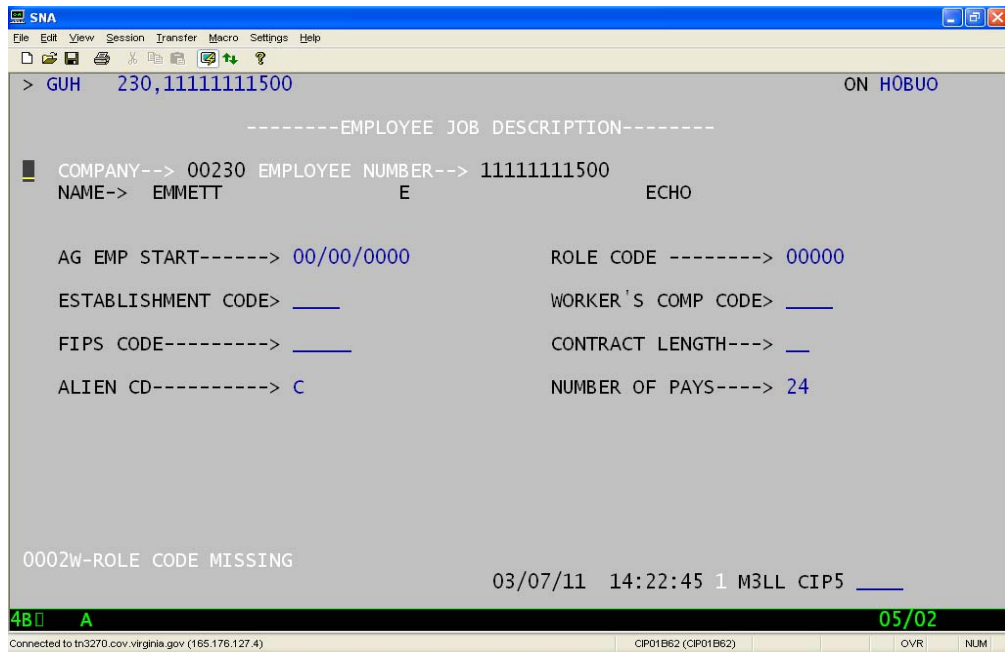 SNA
File Edit View Session Transfer Macro Settings Help
> GUH 230,11111111500 ON H0BUO
--------EMPLOYEE JOB DESCRIPTION--------
COMPANY--> 00230 EMPLOYEE NUMBER--> 11111111500
NAME-> EMMETT E ECHO
AG EMP START------> 00/00/0000 ROLE CODE --------> 00000
ESTABLISHMENT CODE> ____ WORKER'S COMP CODE> ____
FIPS CODE---------> _____ CONTRACT LENGTH---> __
ALIEN CD----------> C NUMBER OF PAYS----> 24
0002W-ROLE CODE MISSING
03/07/11 14:22:45 1 M3LL CIP5 ____
4B A 05/02
Connected to tn3270.cov.virginia.gov (165.176.127.4) CIP01B62 (CIP01B62) OVR NUM